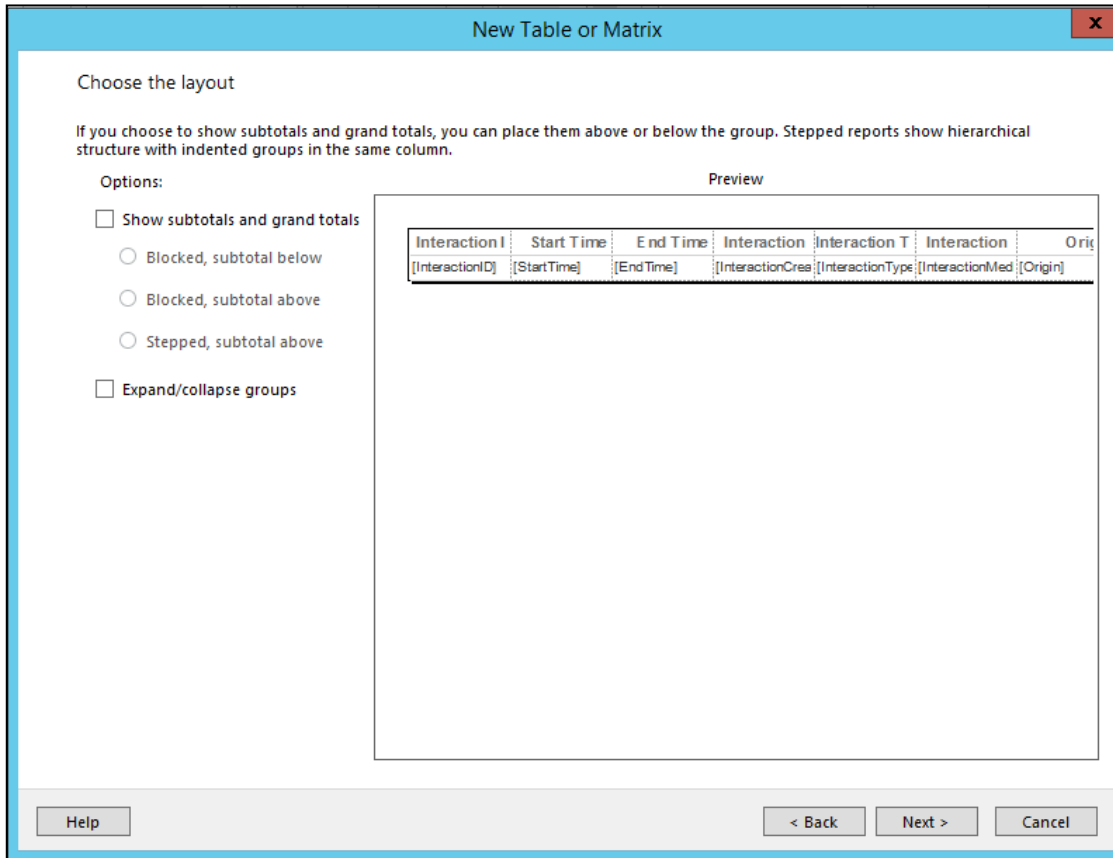 New Table or Matrix
x
Choose the layout
If you choose to show subtotals and grand totals, you can place them above or below the group. Stepped reports show hierarchical
structure with indented groups in the same column.
Options:
Preview
Show subtotals and grand totals
Blocked, subtotal below
Blocked, subtotal above
Stepped, subtotal above
Expand/collapse groups
Interaction I Start Time End Time Interaction Interaction T Interaction Orig
[InteractionID] [StartTime] [EndTime] [InteractionCrea [InteractionType [InteractionMed [Origin]
Help
< Back
Next >
Cancel